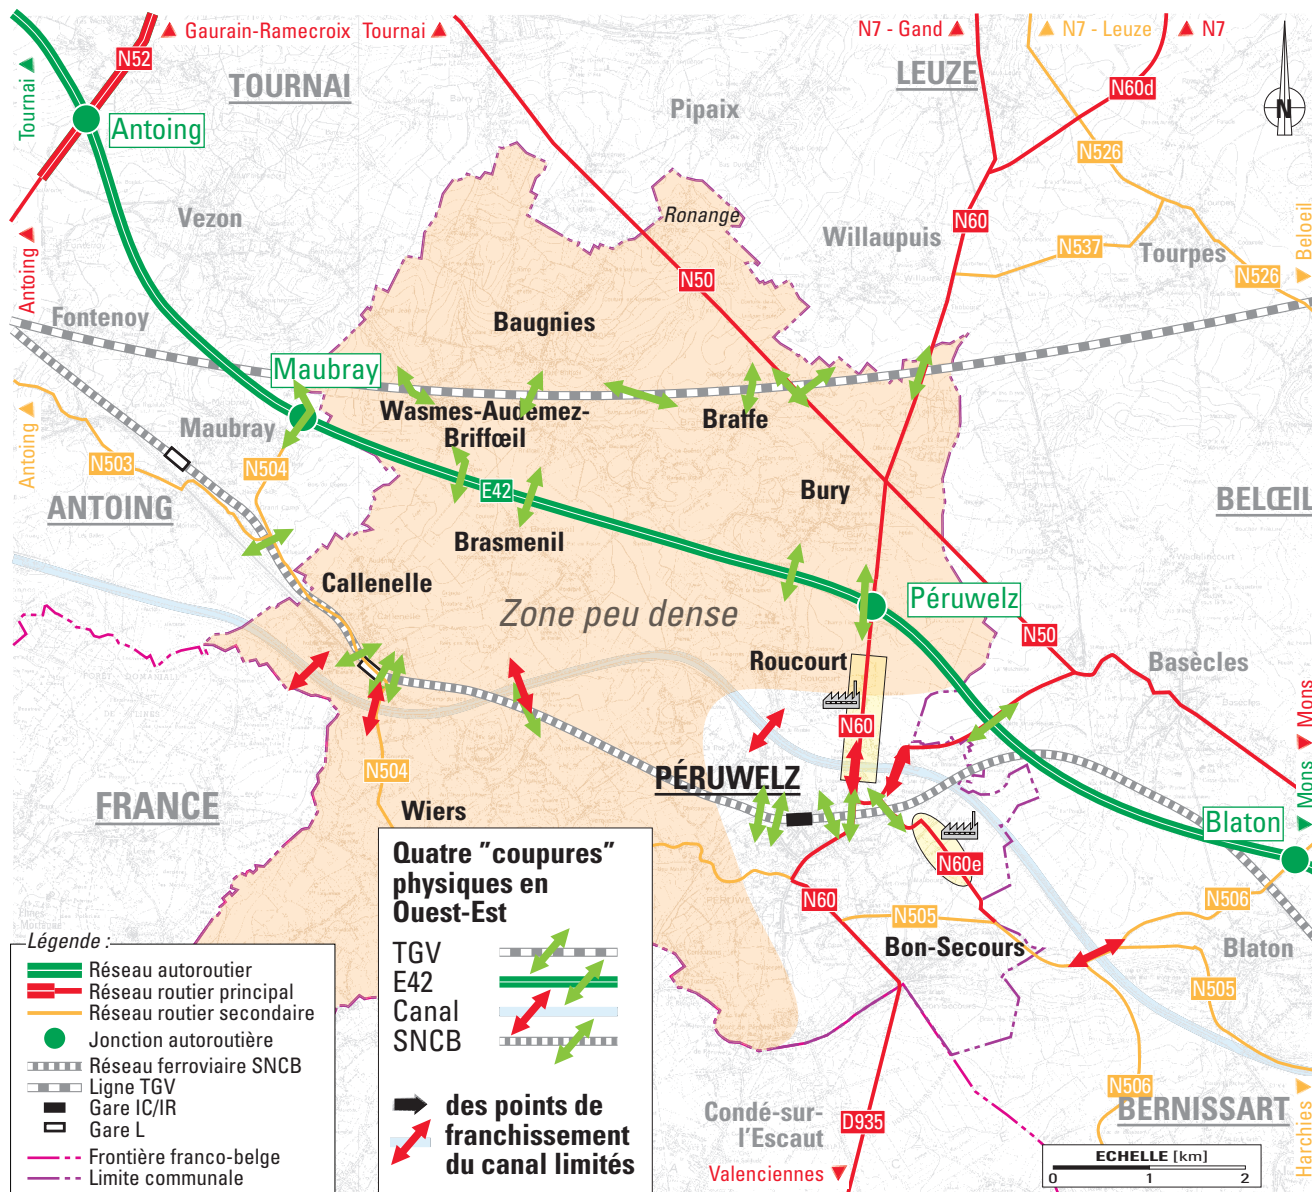 ▲ Gaurain-Ramecroix
Tournai ▲
N7 - Gand ▲
▲ N7 - Leuze
▲ N7
N52
TOURNAI
LEUZE
N60d
Tournai ▲
Antoing
Pipaix
N
N526
Vezon
Ronange
N60
Willaupuis
N537
Tourpes
Beloeil
N526
Antoing ▲
N50
Fontenoy
Baugnies
Maubray
Wasmes-Audemez-
Briffœil
Braffe
Antoing ▲
Maubray
N503
N504
E42
Bury
ANTOING
BELŒIL
Brasmenil
Callenelle
Zone peu dense
Péruwelz
N50
Roucourt
Basècles
N60
Mons
N504
PÉRUWELZ
FRANCE
Wiers
Mons
Blaton
N60e
N60
N505
N506
Bon-Secours
Blaton
N505
N506
BERNISSART
Harchies
Condé-sur-
l'Escaut
D935
Valenciennes ▼
Quatre "coupures"
physiques en
Ouest-Est
TGV
E42
Canal
SNCB
des points de
franchissement
du canal limités
Légende :
Réseau autoroutier
Réseau routier principal
Réseau routier secondaire
Jonction autoroutière
Réseau ferroviaire SNCB
Ligne TGV
Gare IC/IR
Gare L
Frontière franco-belge
Limite communale
ECHELLE [km]
0 1 2